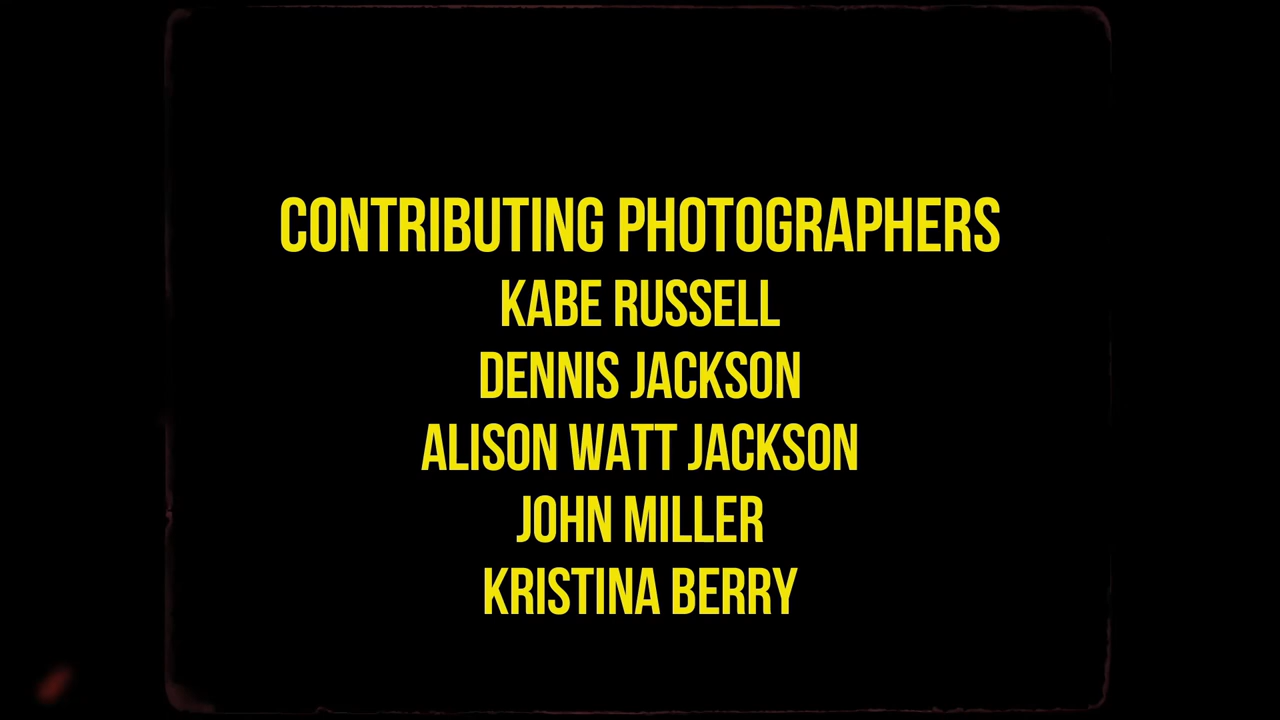 CONTRIBUTING PHOTOGRAPHERS
KABE RUSSELL
DENNIS JACKSON
ALISON WATT JACKSON
JOHN MILLER
KRISTINA BERRY